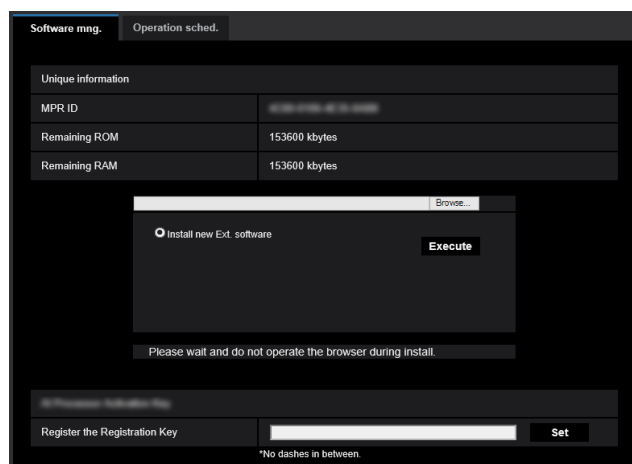 Software mng. Operation sched.
Unique information
MPR ID
Remaining ROM 153600 kbytes
Remaining RAM 153600 kbytes
Browse...
Install new Ext. software
Execute
Please wait and do not operate the browser during install.
Register the Registration Key Set
*No dashes in between.